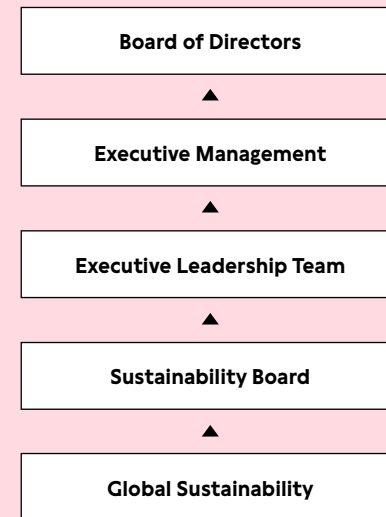 Board of Directors
Executive Management
Executive Leadership Team
Sustainability Board
Global Sustainability